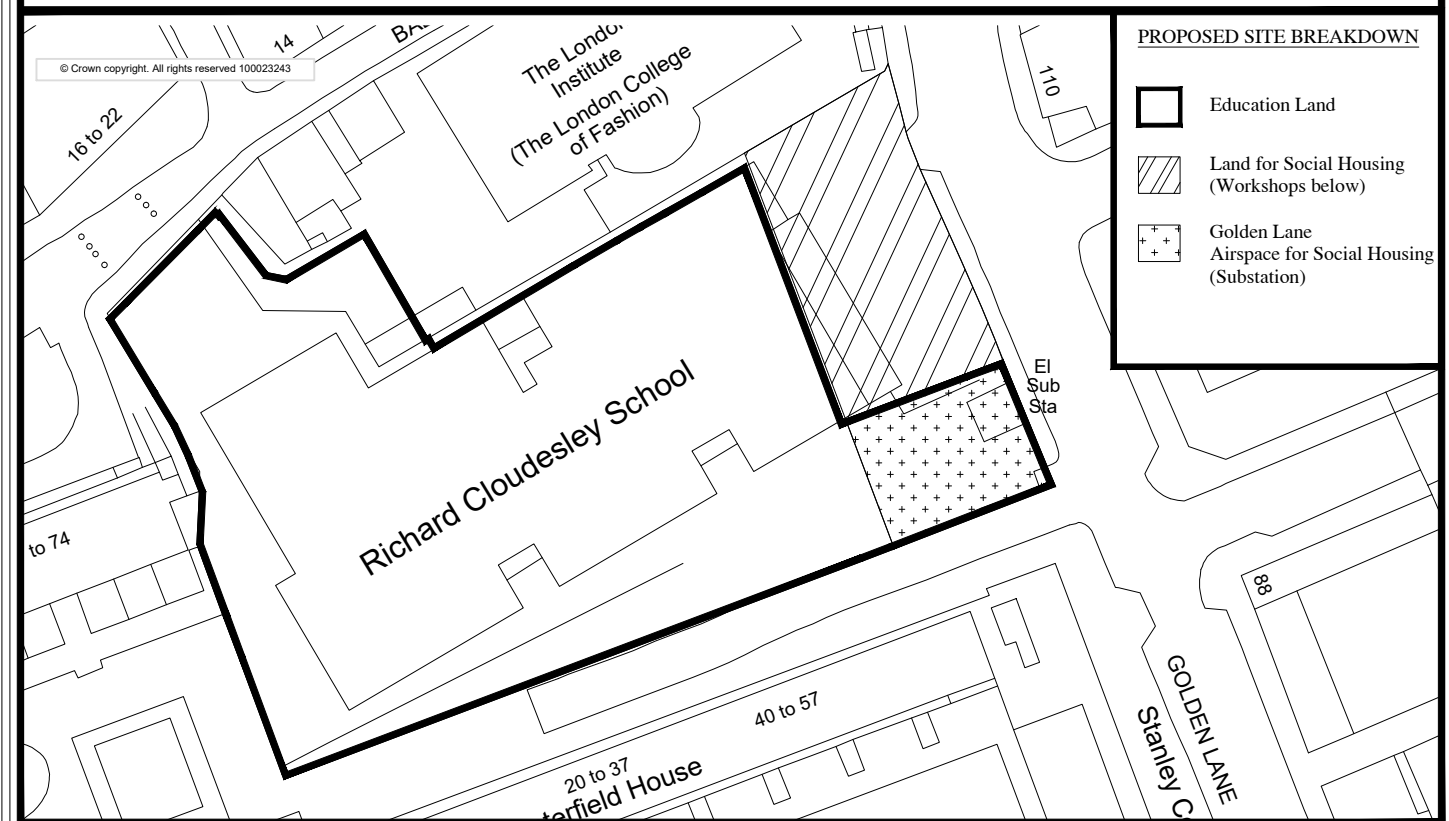 PROPOSED SITE BREAKDOWN
Education Land
Land for Social Housing
(Workshops below)
Golden Lane
Airspace for Social Housing
(Substation)
© Crown copyright. All rights reserved 100023243
14
16 to 22
The London
Institute
(The London College
of Fashion)
110
Richard Cloudesley School
El
Sub
Sta
to 74
88
40 to 57
20 to 37
terfield House
GOLDEN LANE
Stanley C